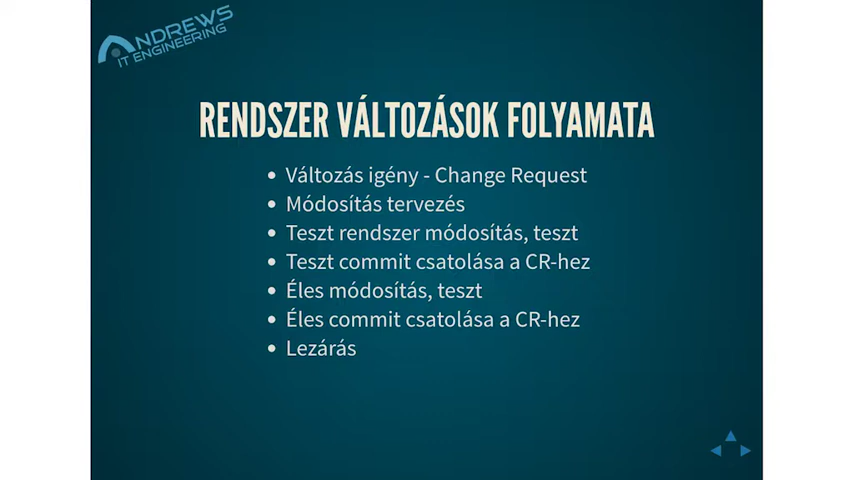 ANDREWS
IT ENGINEERING
RENDSZER VÁLTOZÁSOK FOLYAMATA
• Változás igény - Change Request
• Módosítás tervezés
• Teszt rendszer módosítás, teszt
• Teszt commit csatolása a CR-hez
• Éles módosítás, teszt
• Éles commit csatolása a CR-hez
• Lezárás